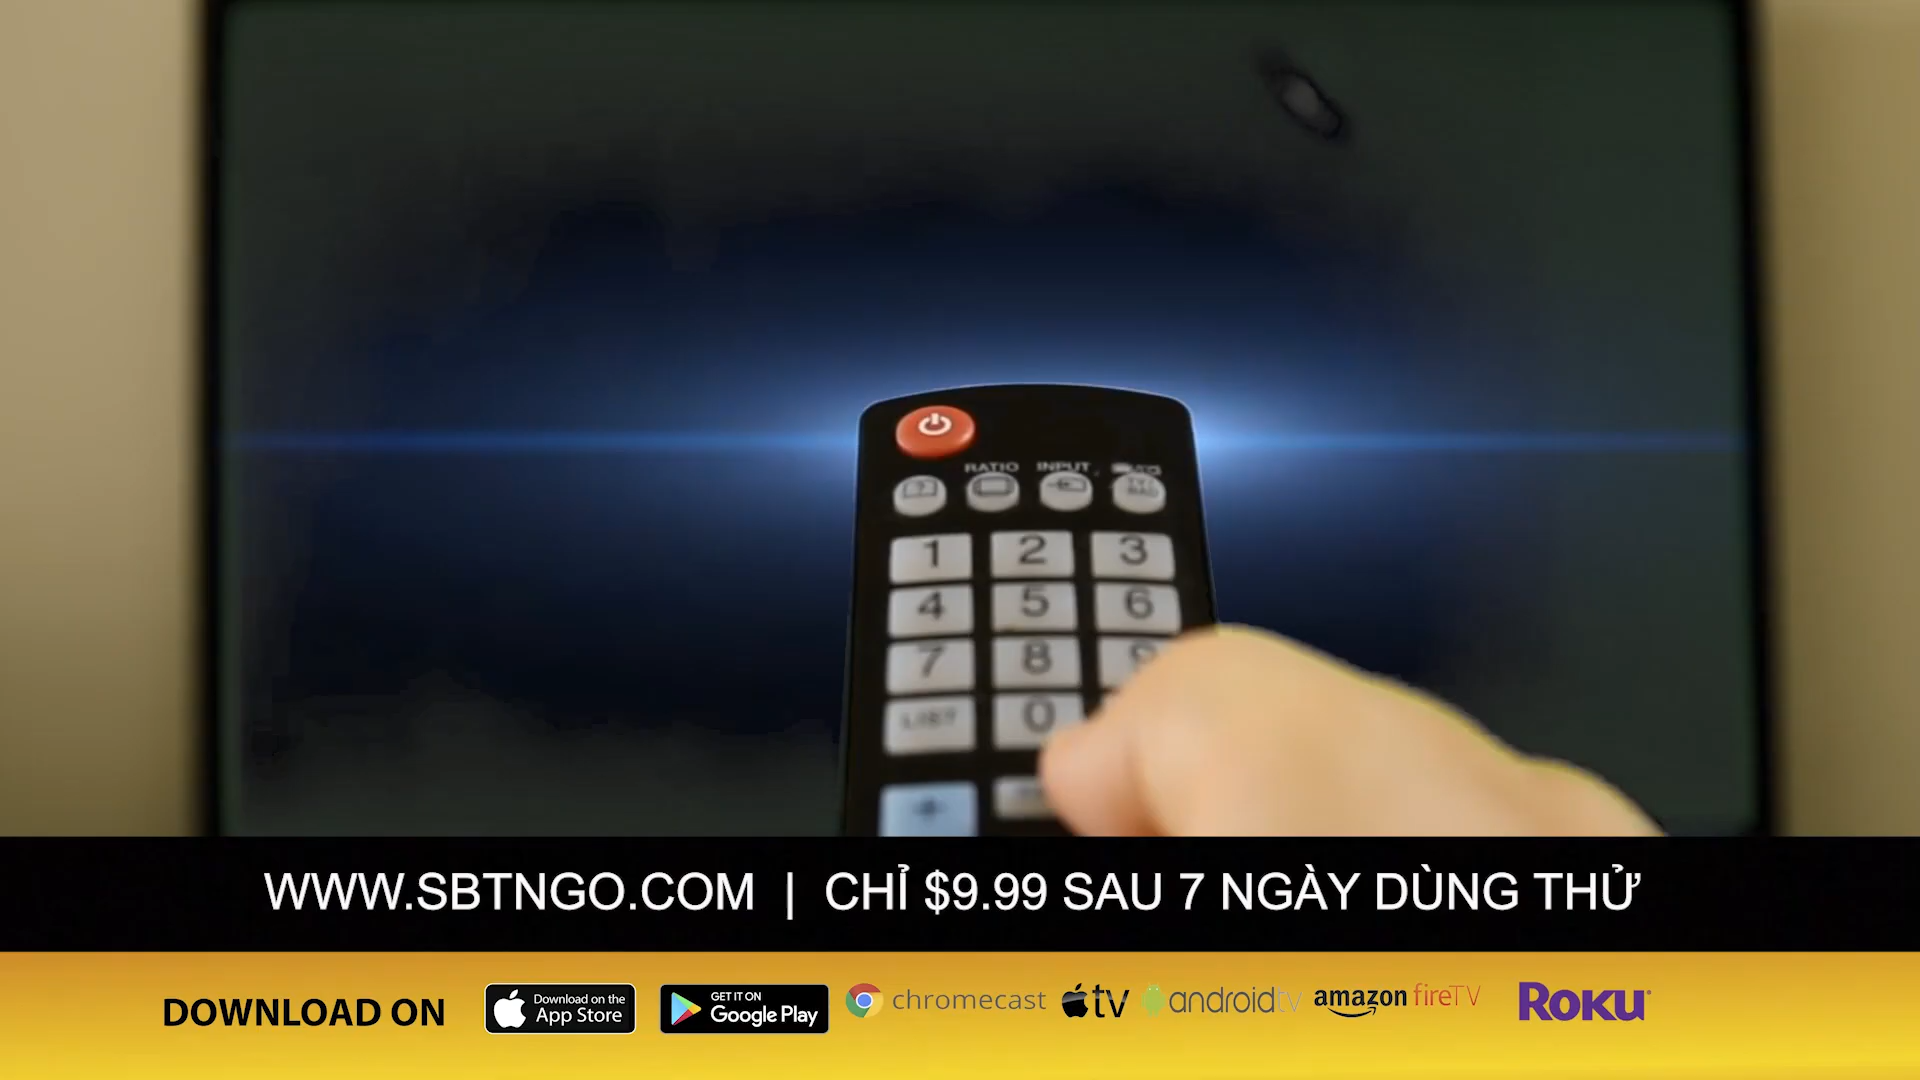 RATIO INPUT
1 2 3
4 5 6
7 8 9
LIST 0
WWW.SBTNGO.COM | CHỈ $9.99 SAU 7 NGÀY DÙNG THỬ
DOWNLOAD ON
Download on the
App Store
GET IT ON
Google Play
chromecast
tv
androidtv
amazon fireTV
ROKU